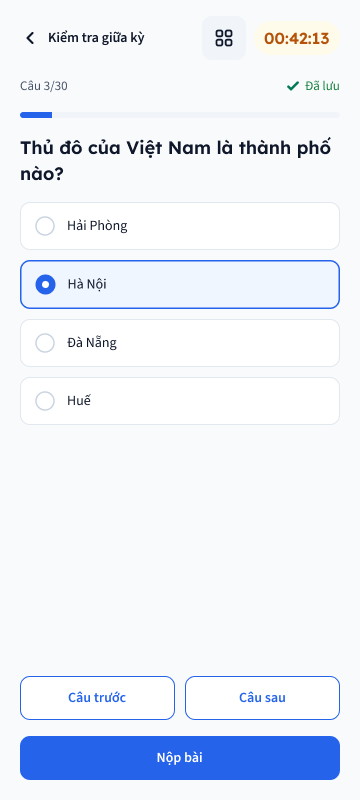 Kiểm tra giữa kỳ
00:42:13
Câu 3/30
Đã lưu
Thủ đô của Việt Nam là thành phố
nào?
Hải Phòng
Hà Nội
Đà Nẵng
Huế
Câu trước
Câu sau
Nộp bài